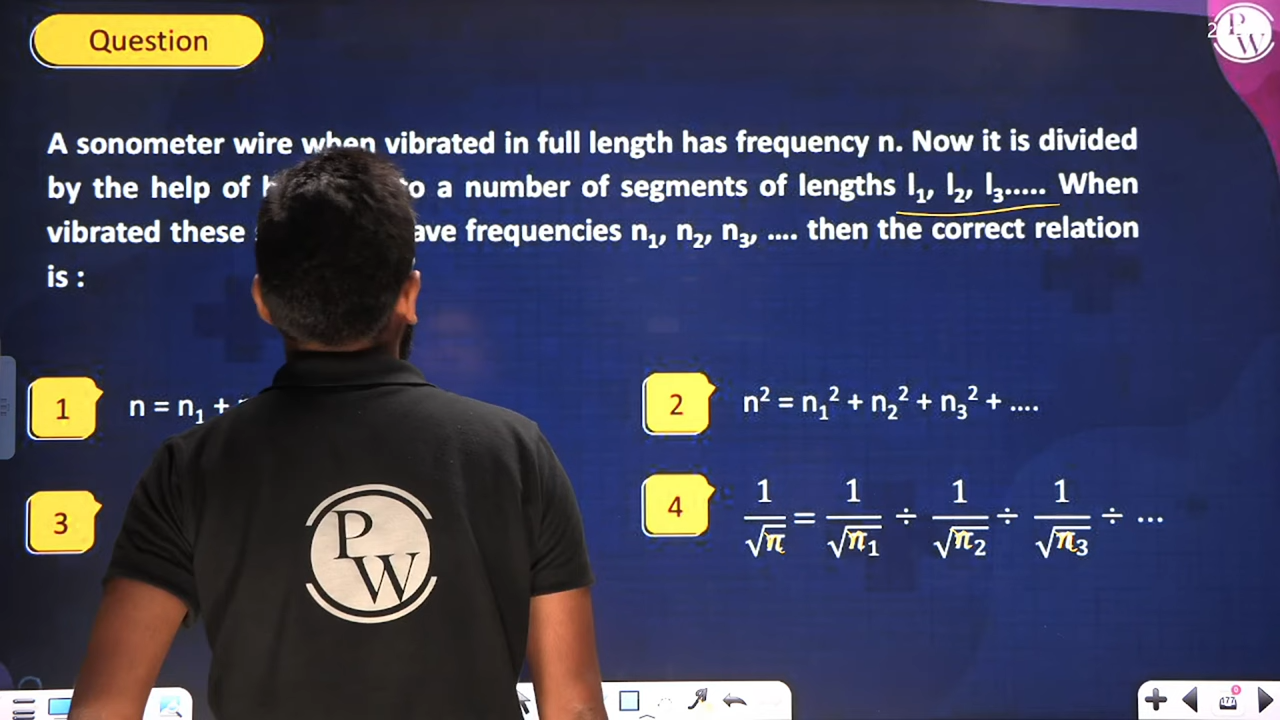 Question
A sonometer wire when vibrated in full length has frequency n. Now it is divided
by the help of to a number of segments of lengths l₁, l₂, l₃..... When
vibrated these frequencies n₁, n₂, n₃, .... then the correct relation
is :
1 n = n₁ +
2 n² = n₁² + n₂² + n₃² + ....
3
4 1/√n = 1/√n₁ ÷ 1/√n₂ ÷ 1/√n₃ ÷ ...
PW
PW